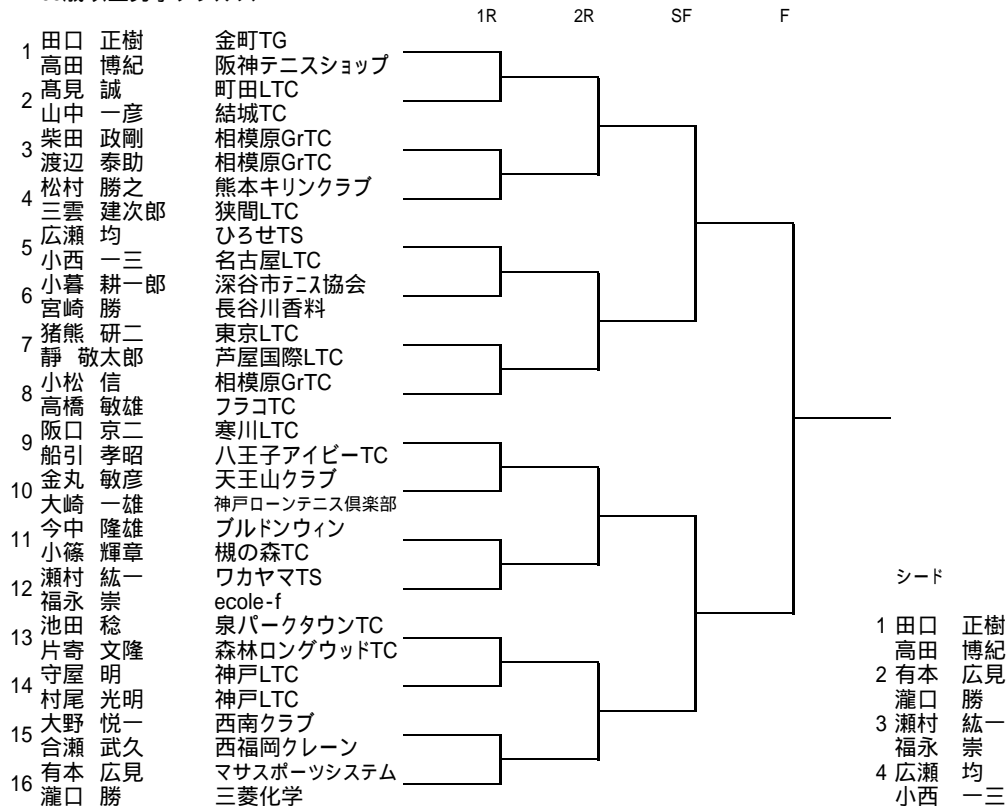 1R 2R SF F
1 田口 正樹 金町TG
高田 博紀 阪神テニスショップ
2 髙見 誠 町田LTC
山中 一彦 結城TC
3 柴田 政剛 相模原GrTC
渡辺 泰助 相模原GrTC
4 松村 勝之 熊本キリンクラブ
三雲 建次郎 狭間LTC
5 広瀬 均 ひろせTS
小西 一三 名古屋LTC
6 小暮 耕一郎 深谷市テニス協会
宮崎 勝 長谷川香料
7 猪熊 研二 東京LTC
靜 敬太郎 芦屋国際LTC
8 小松 信 相模原GrTC
高橋 敏雄 フラコTC
9 阪口 京二 寒川LTC
船引 孝昭 八王子アイビーTC
10 金丸 敏彦 天王山クラブ
大崎 一雄 神戸ローンテニス倶楽部
11 今中 隆雄 ブルドンウィン
小篠 輝章 槻の森TC
12 瀬村 紘一 ワカヤマTS
福永 崇 ecole-f
13 池田 稔 泉パークタウンTC
片寄 文隆 森林ロングウッドTC
14 守屋 明 神戸LTC
村尾 光明 神戸LTC
15 大野 悦一 西南クラブ
合瀬 武久 西福岡クレーン
16 有本 広見 マサスポーツシステム
瀧口 勝 三菱化学
シード
1 田口 正樹
高田 博紀
2 有本 広見
瀧口 勝
3 瀬村 紘一
福永 崇
4 広瀬 均
小西 一三